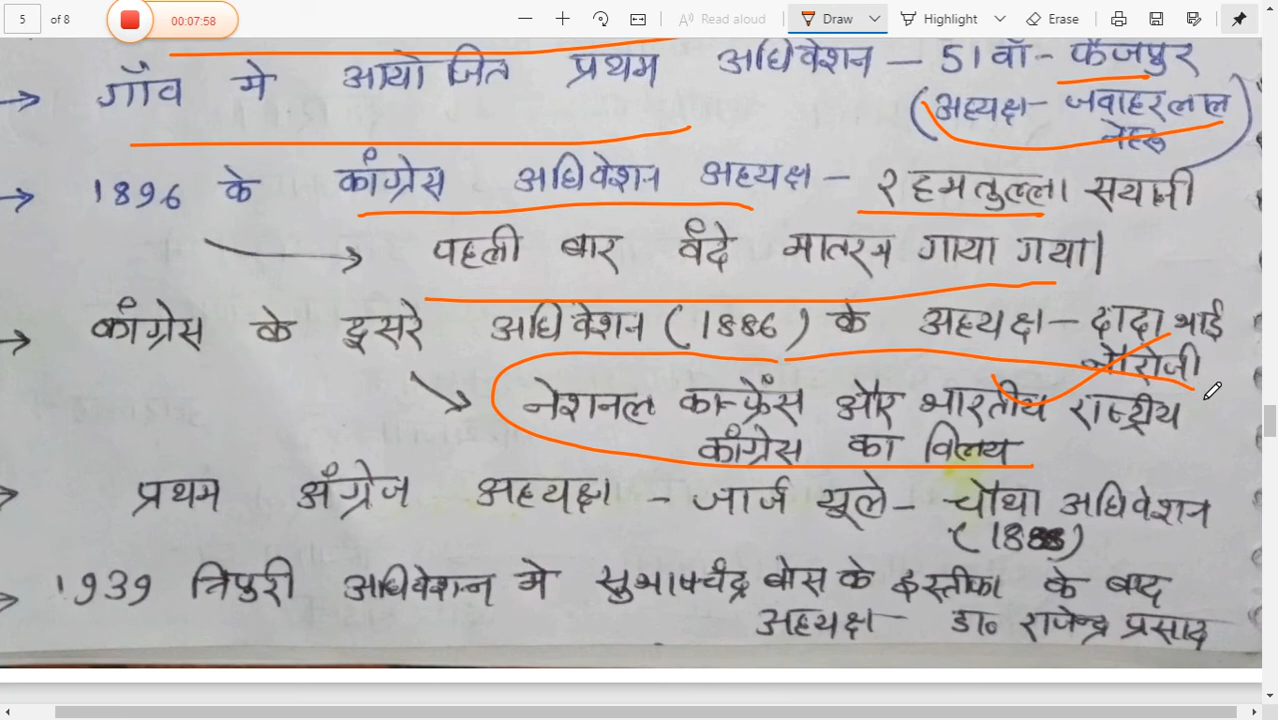 5 of 8 00:07:58 Read aloud Draw Highlight Erase
गाँव मे आयोजित प्रथम अधिवेशन – 51वाँ- फैजपुर
(अध्यक्ष- जवाहरलाल
नेहरू)
1896 के काँग्रेस अधिवेशन अध्यक्ष – रहमतुल्ला सयानी
पहली बार वंदे मातरम गाया गया।
काँग्रेस के दुसरे अधिवेशन (1886) के अध्यक्ष – दादा भाई
नौरोजी
नेशनल कान्फ्रेंस और भारतीय राष्ट्रीय
काँग्रेस का विलय
प्रथम अंग्रेज अध्यक्ष – जार्ज यूले – चौथा अधिवेशन
(1888)
1939 त्रिपुरी अधिवेशन मे सुभाषचंद्र बोस के इस्तीफा के बाद
अध्यक्ष – डा० राजेन्द्र प्रसाद